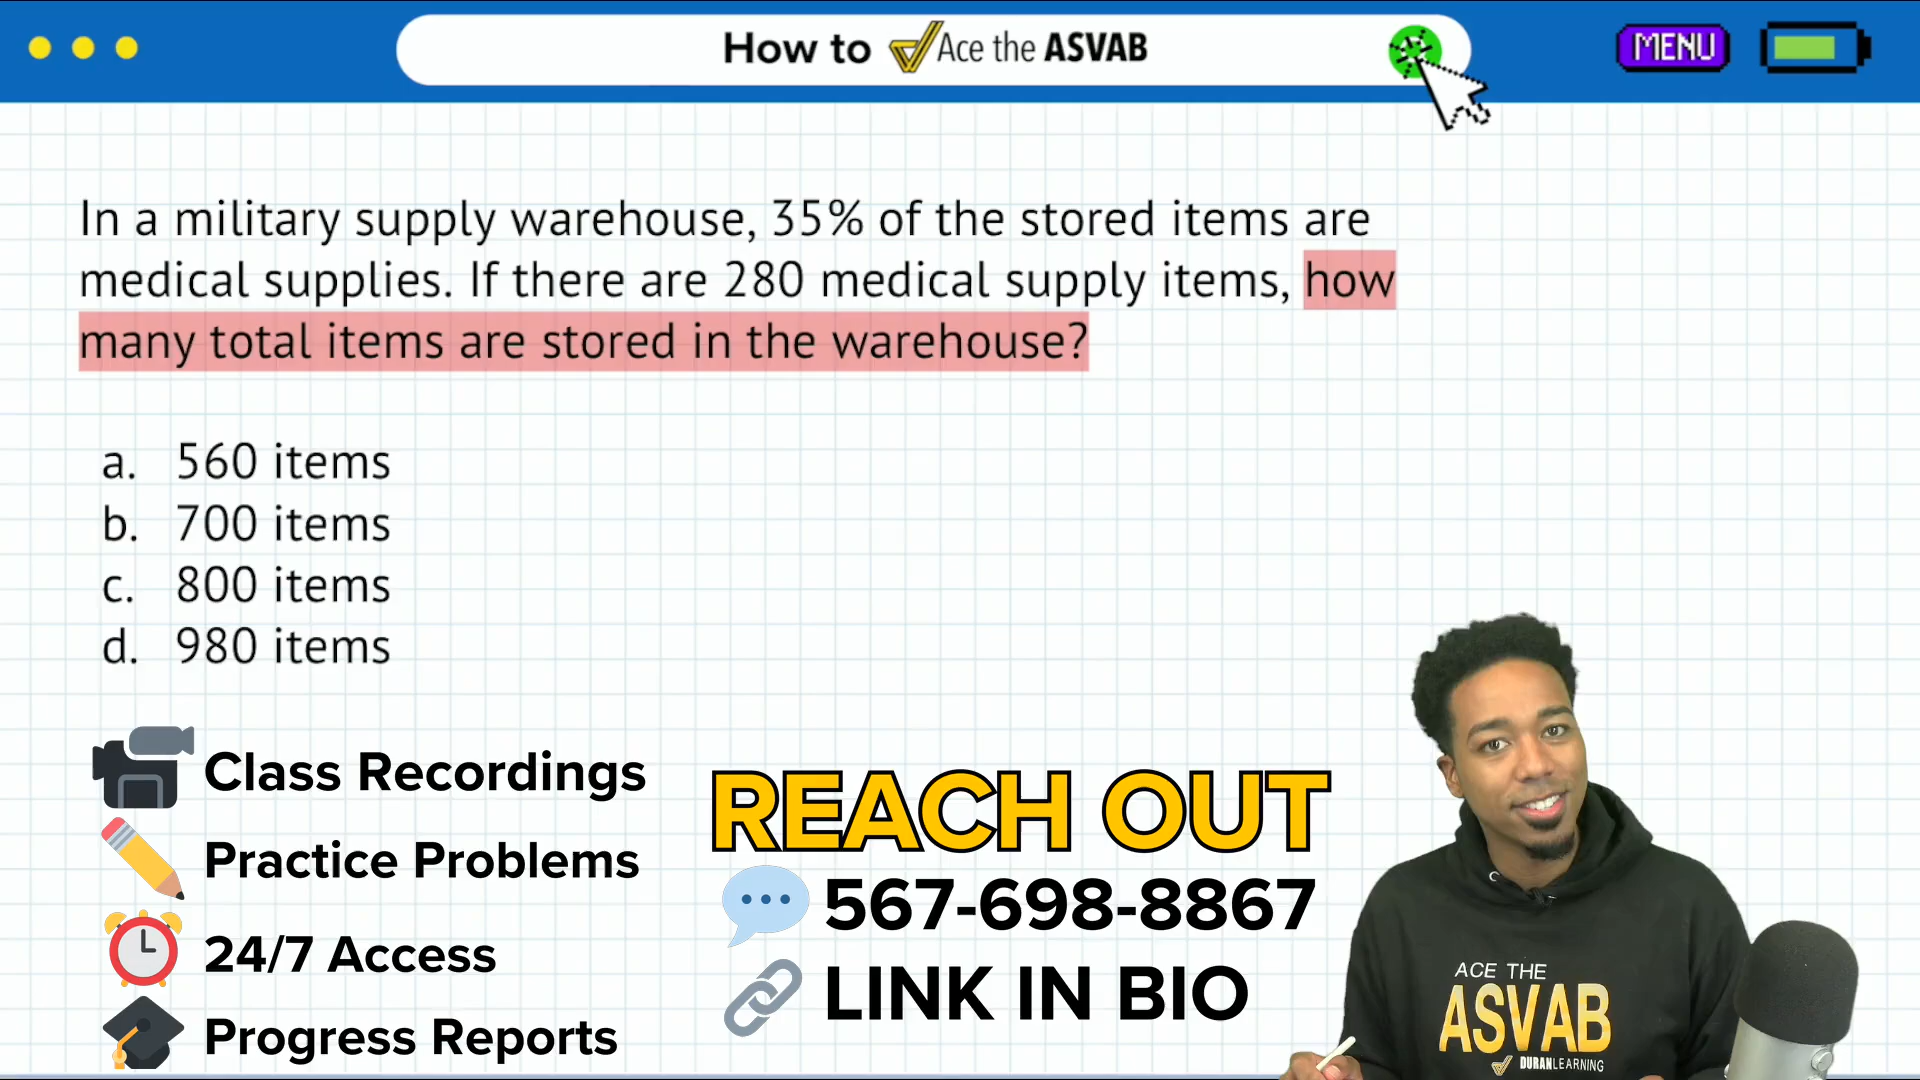 How to Ace the ASVAB
MENU
In a military supply warehouse, 35% of the stored items are
medical supplies. If there are 280 medical supply items, how
many total items are stored in the warehouse?
a. 560 items
b. 700 items
c. 800 items
d. 980 items
Class Recordings
Practice Problems
24/7 Access
Progress Reports
REACH OUT
567-698-8867
LINK IN BIO
ACE THE
ASVAB
DURANLEARNING